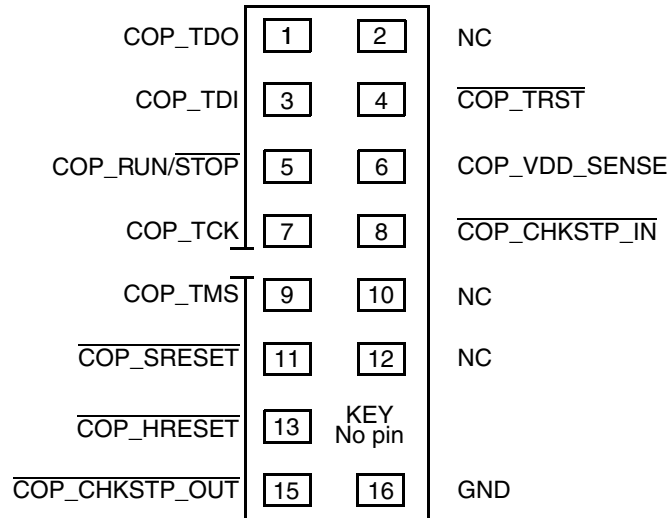 COP_TDO 1 2 NC
COP_TDI 3 4 COP_TRST
COP_RUN/STOP 5 6 COP_VDD_SENSE
COP_TCK 7 8 COP_CHKSTP_IN
COP_TMS 9 10 NC
COP_SRESET 11 12 NC
COP_HRESET 13 KEY
No pin
COP_CHKSTP_OUT 15 16 GND